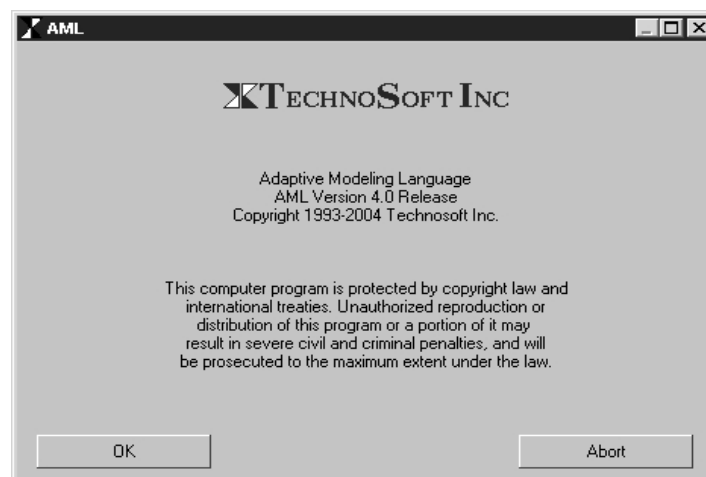 AML
TECHNOSOFT INC
Adaptive Modeling Language
AML Version 4.0 Release
Copyright 1993-2004 Technosoft Inc.
This computer program is protected by copyright law and
international treaties. Unauthorized reproduction or
distribution of this program or a portion of it may
result in severe civil and criminal penalties, and will
be prosecuted to the maximum extent under the law.
OK
Abort